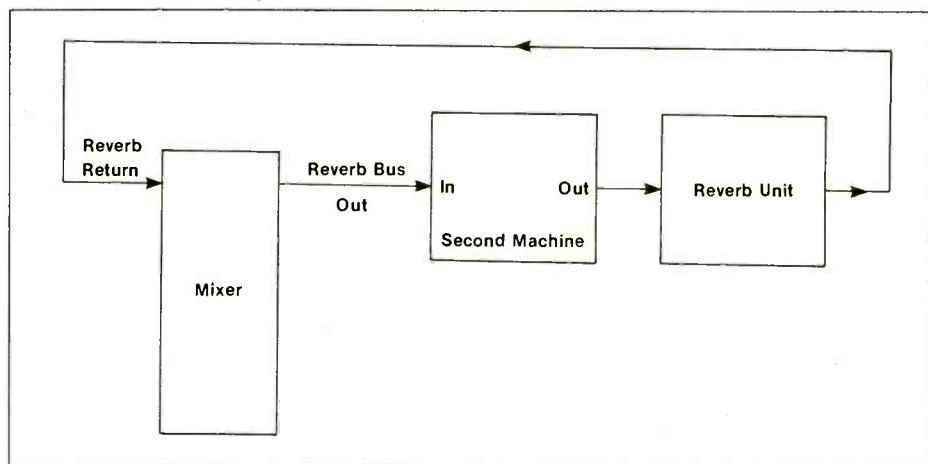 Reverb
Return
Reverb Bus
Out
In
Out
Second Machine
Reverb Unit
Mixer